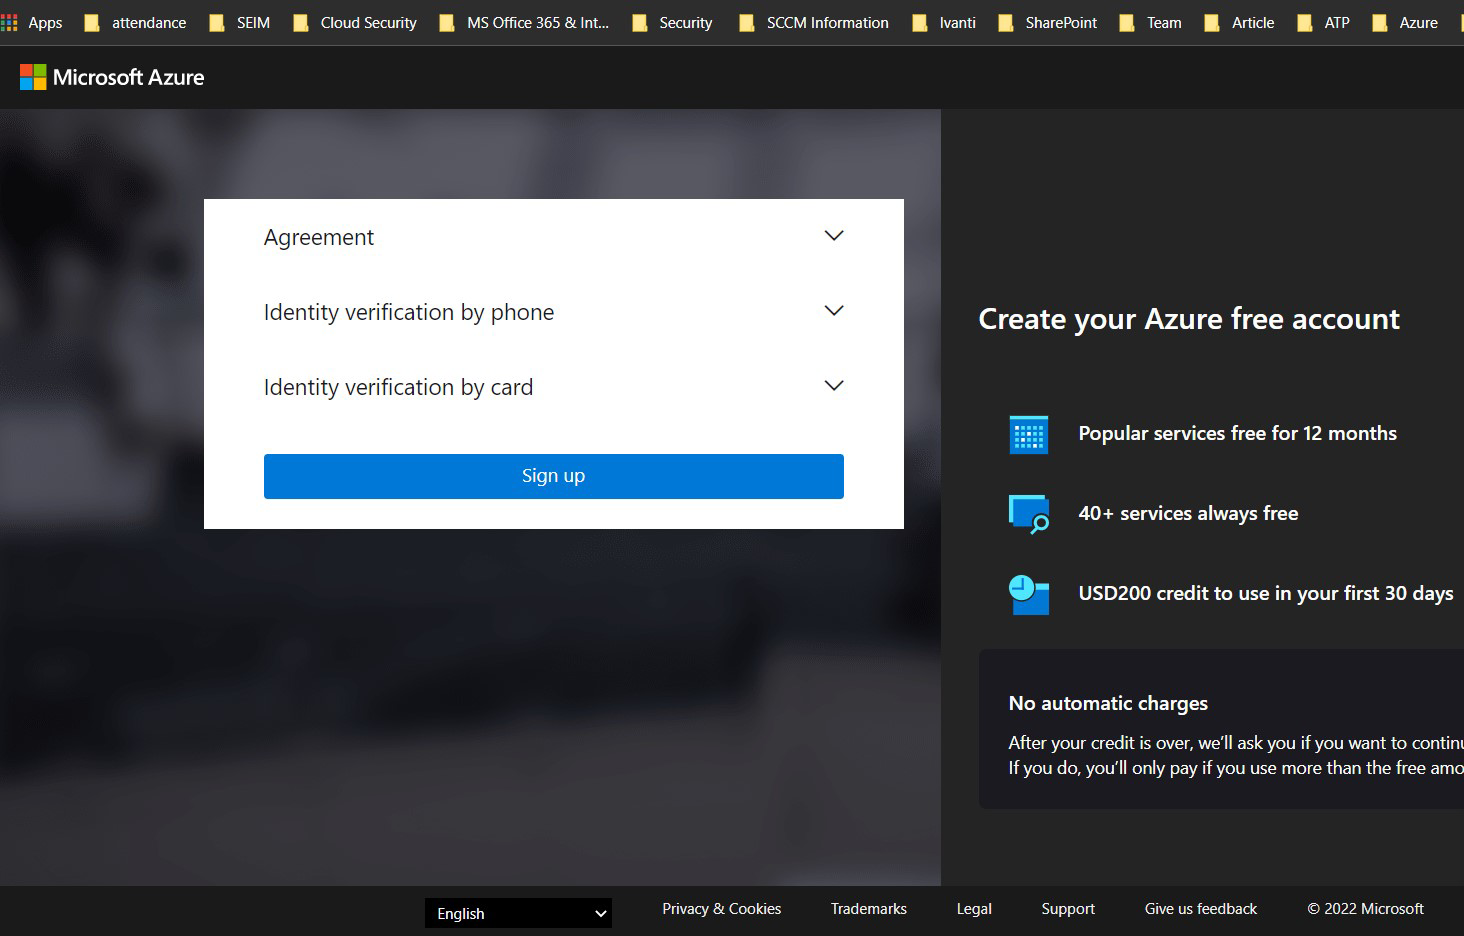 Apps attendance SEIM Cloud Security MS Office 365 & Int... Security SCCM Information Ivanti SharePoint Team Article ATP Azure
Microsoft Azure
Agreement
Identity verification by phone
Identity verification by card
Sign up
Create your Azure free account
Popular services free for 12 months
40+ services always free
USD200 credit to use in your first 30 days
No automatic charges
After your credit is over, we'll ask you if you want to
If you do, you'll only pay if you use more than the free
English Privacy & Cookies Trademarks Legal Support Give us feedback © 2022 Microsoft